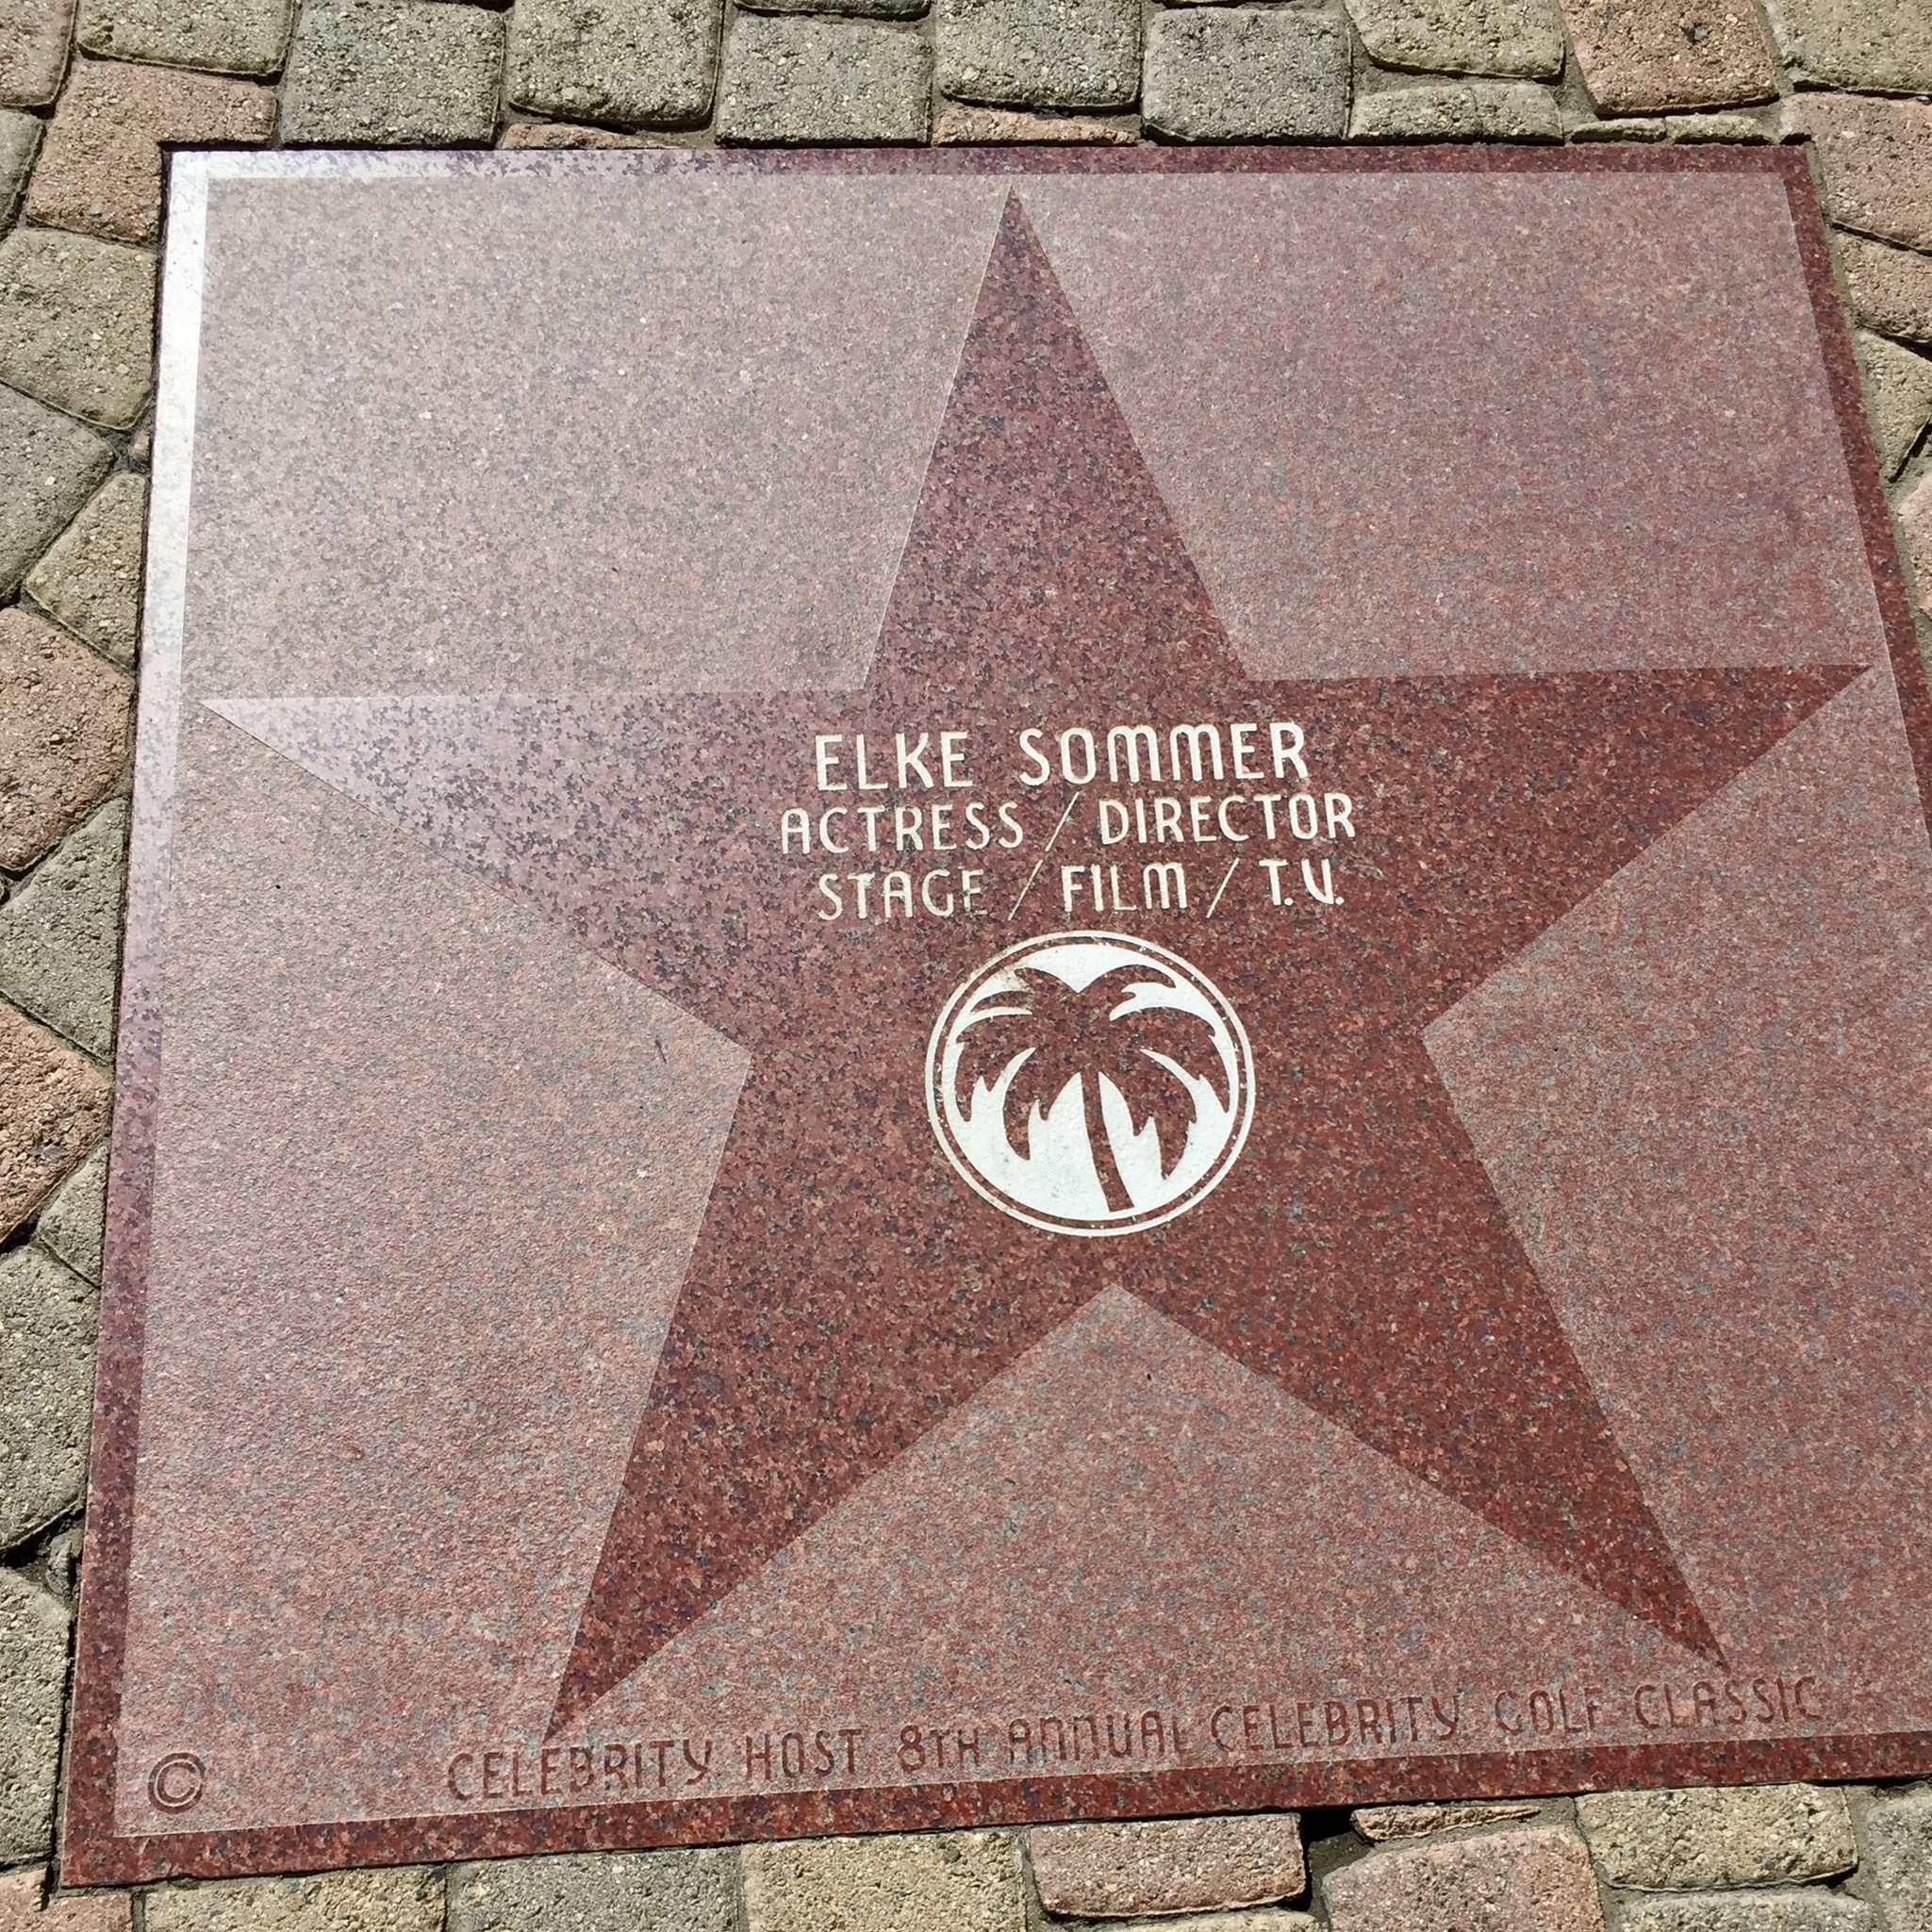 ELKE SOMMER
ACTRESS / DIRECTOR
STAGE / FILM / T.V.
CELEBRITY HOST 8TH ANNUAL CELEBRITY GOLF CLASSIC
©